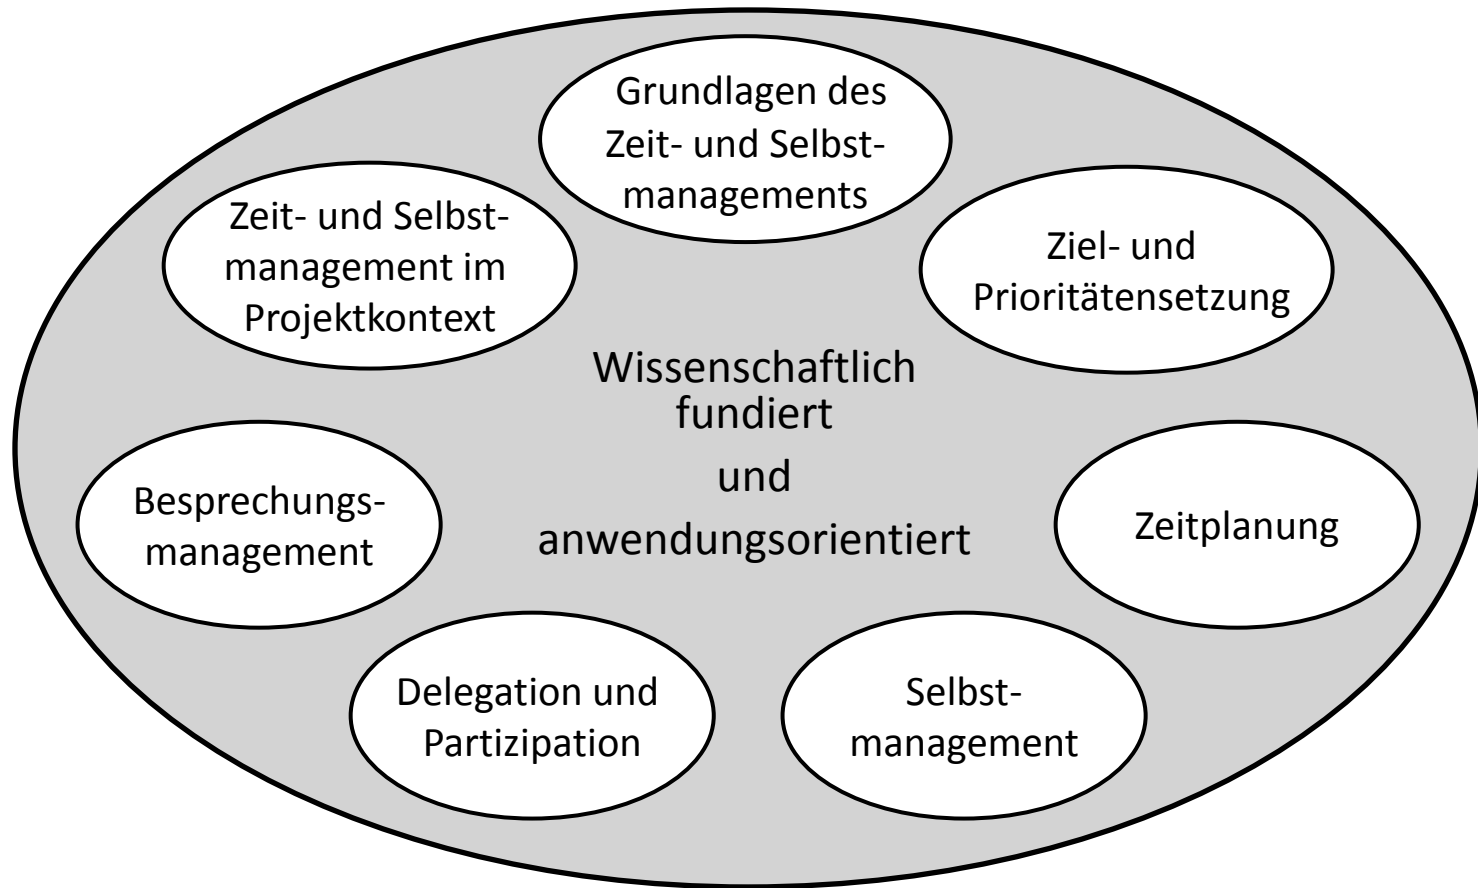 Grundlagen des
Zeit- und Selbst-
managements
Zeit- und Selbst-
management im
Projektkontext
Ziel- und
Prioritätensetzung
Wissenschaftlich
fundiert
und
anwendungsorientiert
Besprechungs-
management
Zeitplanung
Delegation und
Partizipation
Selbst-
management